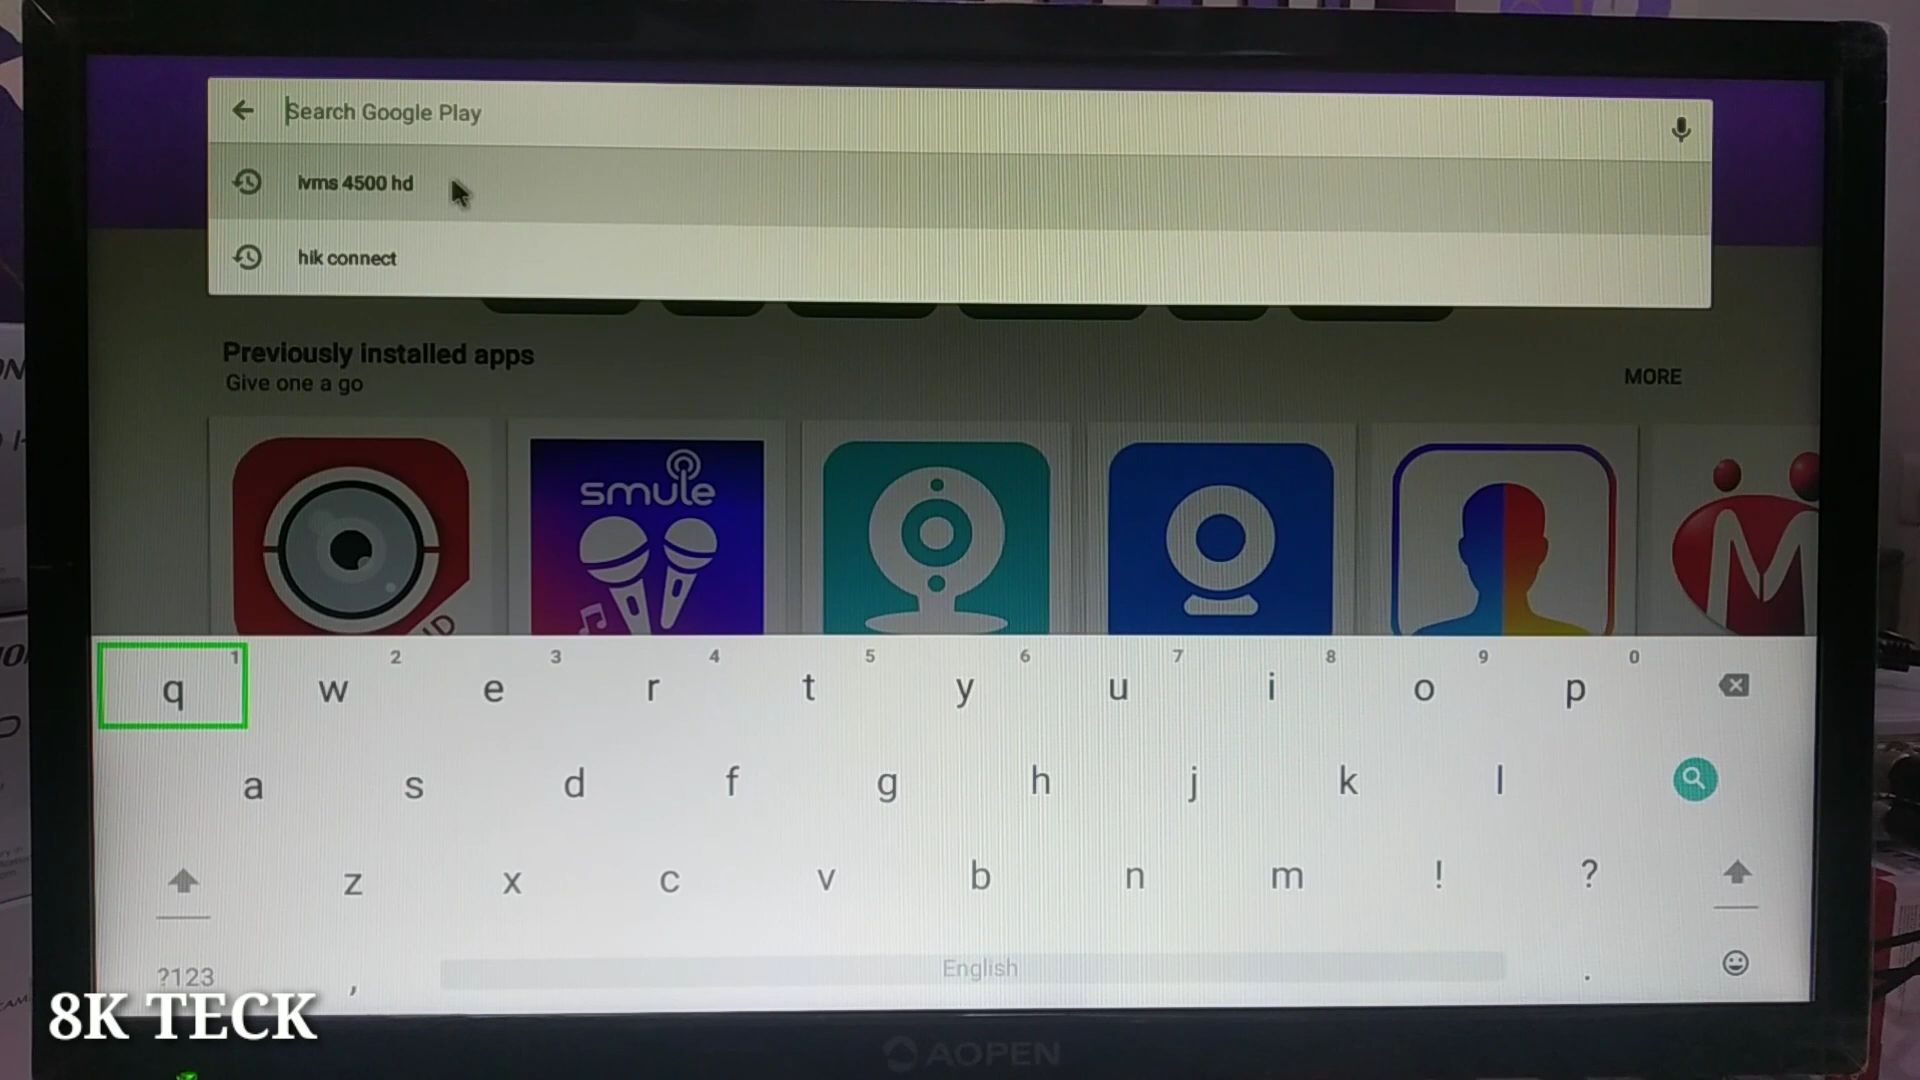 Search Google Play
ivms 4500 hd
hik connect
Previously installed apps
Give one a go
MORE
smule
M
q 1 w 2 e 3 r 4 t 5 y 6 u 7 i 8 o 9 p 0
a s d f g h j k l
z x c v b n m ! ?
?123 , English .
8K TECK
AOPEN